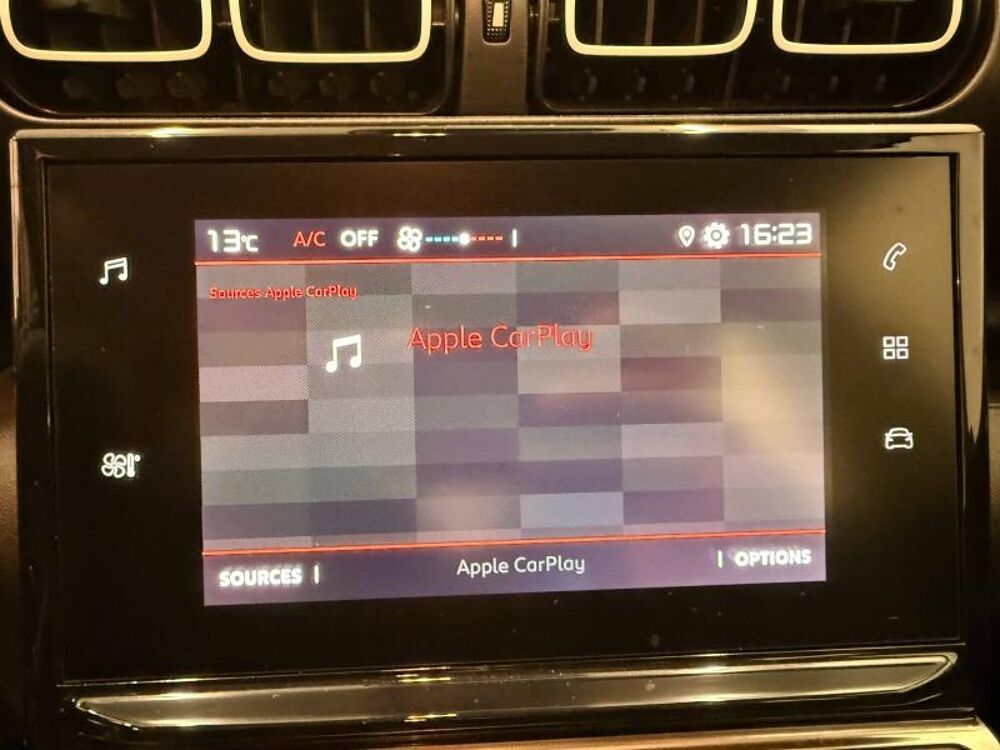 13°C A/C OFF 16:23
Sources Apple CarPlay
Apple CarPlay
SOURCES Apple CarPlay OPTIONS